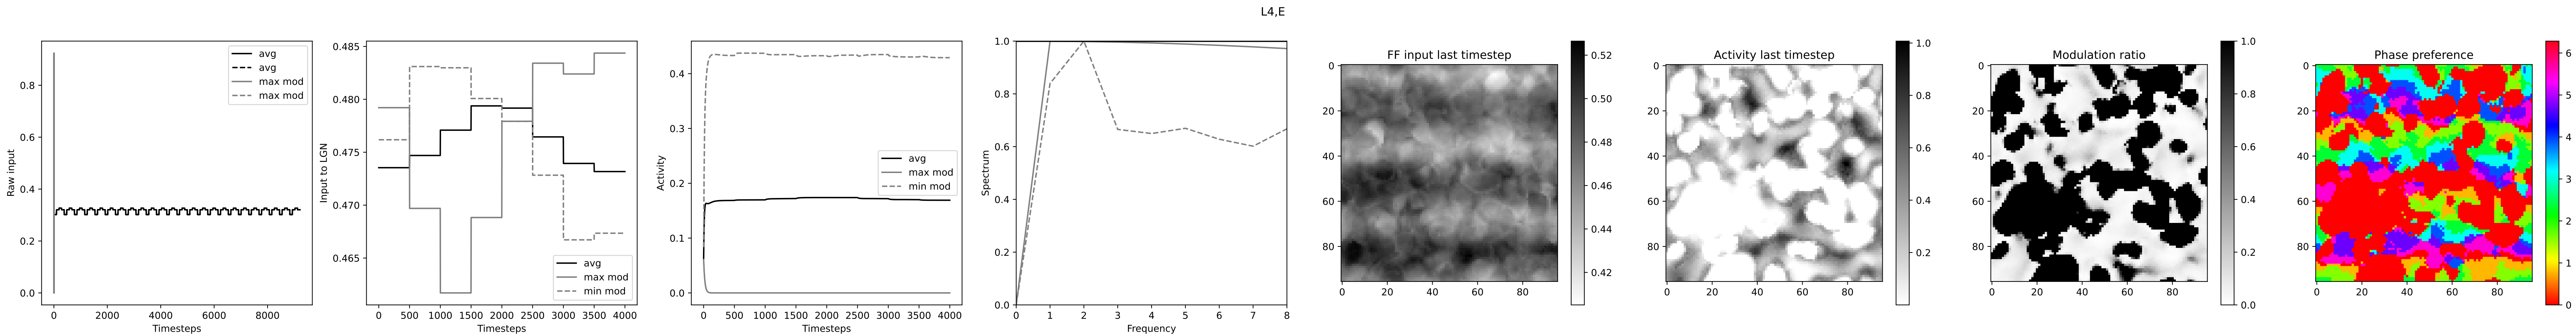 L4,E
Raw input
0.8
0.6
0.4
0.2
0.0
0 2000 4000 6000 8000
Timesteps
avg
avg
max mod
max mod
Input to LGN
0.485
0.480
0.475
0.470
0.465
0 500 1000 1500 2000 2500 3000 3500 4000
Timesteps
avg
max mod
min mod
Activity
0.4
0.3
0.2
0.1
0.0
0 500 1000 1500 2000 2500 3000 3500 4000
Timesteps
avg
max mod
min mod
Spectrum
1.0
0.8
0.6
0.4
0.2
0.0
0 1 2 3 4 5 6 7 8
Frequency
FF input last timestep
0
20
40
60
80
0 20 40 60 80
0.52
0.50
0.48
0.46
0.44
0.42
Activity last timestep
0
20
40
60
80
0 20 40 60 80
1.0
0.8
0.6
0.4
0.2
Modulation ratio
0
20
40
60
80
0 20 40 60 80
1.0
0.8
0.6
0.4
0.2
0.0
Phase preference
0
20
40
60
80
0 20 40 60 80
6
5
4
3
2
1
0